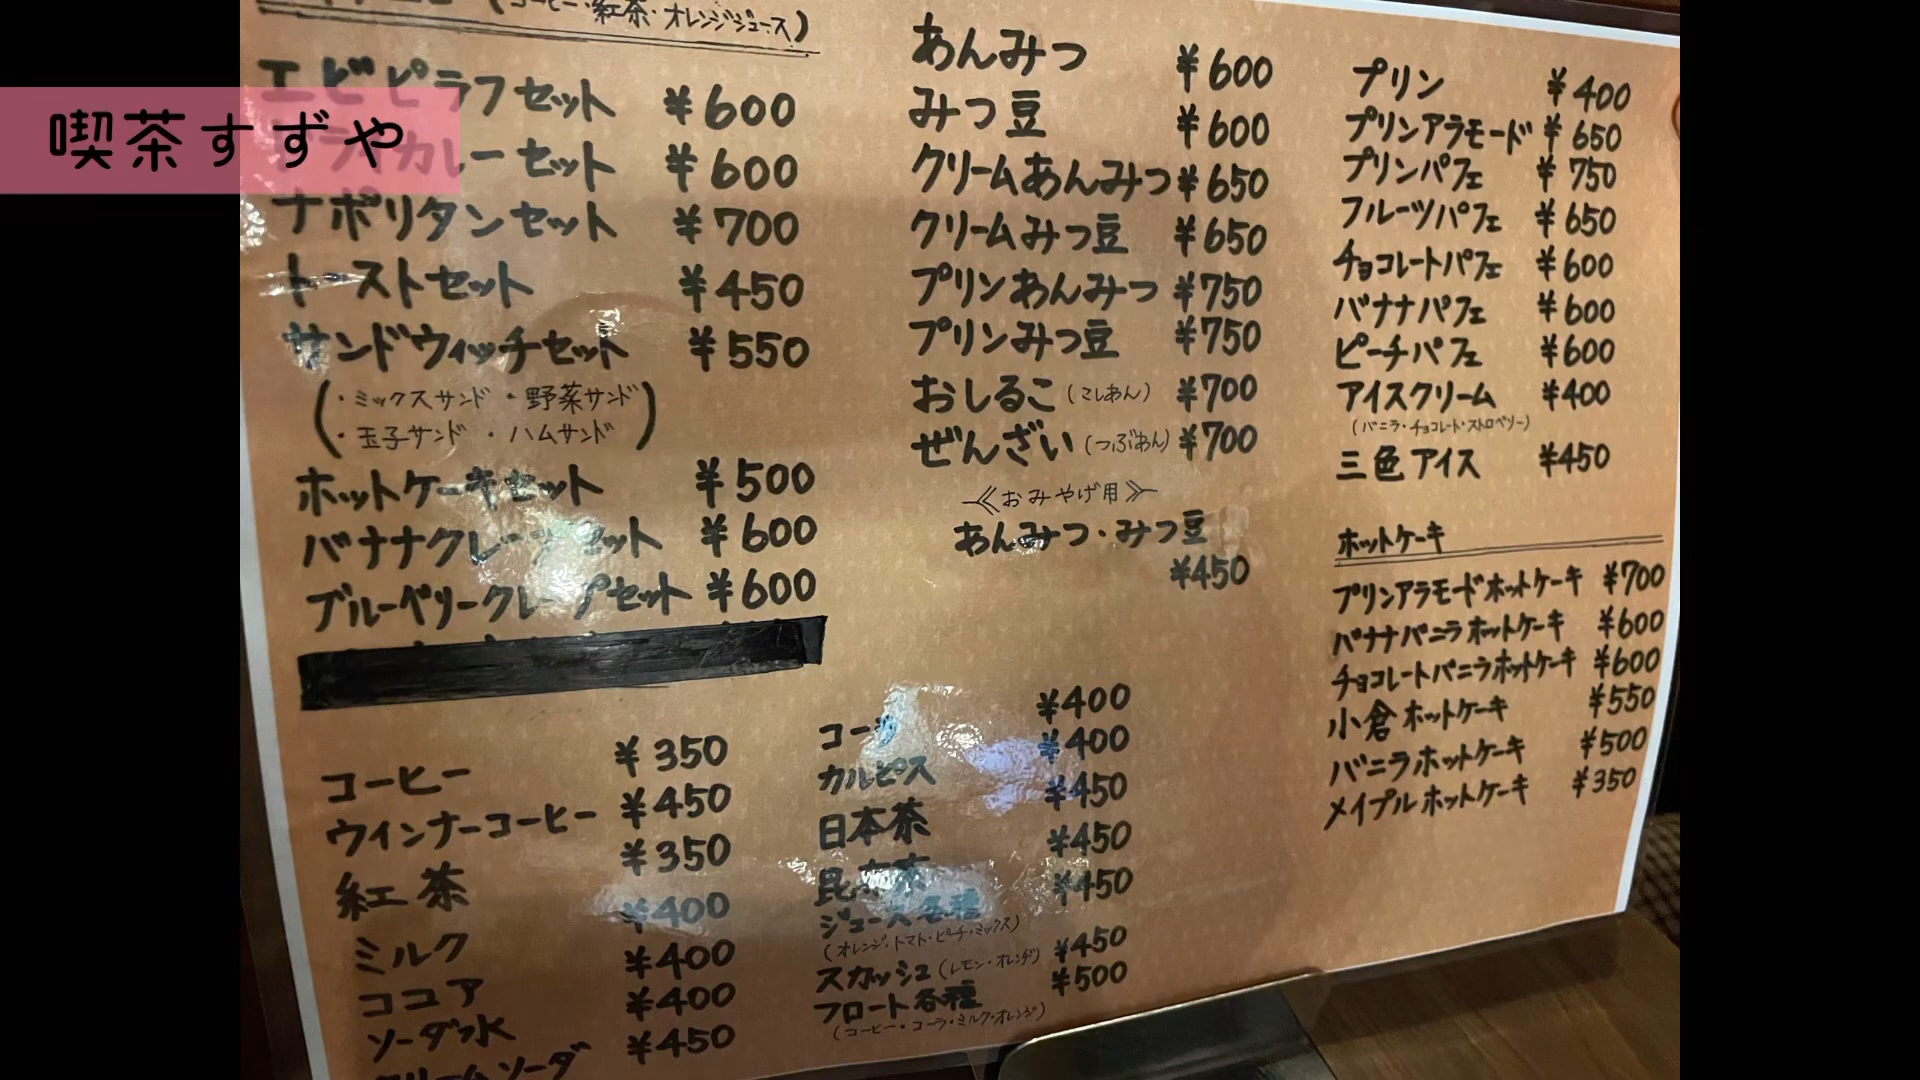 喫茶すずや
(コーヒー・紅茶・オレンジジュース)
エビピラフセット ¥600
ドライカレーセット ¥600
ナポリタンセット ¥700
トーストセット ¥450
サンドウィッチセット ¥550
(・ミックスサンド ・野菜サンド
・玉子サンド ・ハムサンド)
ホットケーキセット ¥500
バナナクレープセット ¥600
ブルーベリークレープセット ¥600
コーヒー ¥350
ウインナーコーヒー ¥450
紅茶 ¥350
ミルク ¥400
ココア ¥400
ソーダ水 ¥400
クリームソーダ ¥450
あんみつ ¥600
みつ豆 ¥600
クリームあんみつ ¥650
クリームみつ豆 ¥650
プリンあんみつ ¥750
プリンみつ豆 ¥750
おしるこ(こしあん) ¥700
ぜんざい(つぶあん) ¥700
≪おみやげ用≫
あんみつ・みつ豆
¥450
コーラ ¥400
カルピス ¥400
日本茶 ¥450
昆布茶 ¥450
ジュース各種 ¥450
(オレンジ・トマト・ピーチ・ミックス)
スカッシュ(レモン・オレンヂ) ¥450
フロート各種 ¥500
(コーヒー・コーラ・ミルク・オレンジ)
プリン ¥400
プリンアラモード ¥650
プリンパフェ ¥750
フルーツパフェ ¥650
チョコレートパフェ ¥600
バナナパフェ ¥600
ピーチパフェ ¥600
アイスクリーム ¥400
(バニラ・チョコレート・ストロベリー)
三色アイス ¥450
ホットケーキ
プリンアラモードホットケーキ ¥700
バナナバニラホットケーキ ¥600
チョコレートバニラホットケーキ ¥600
小倉ホットケーキ ¥550
バニラホットケーキ ¥500
メイプルホットケーキ ¥350